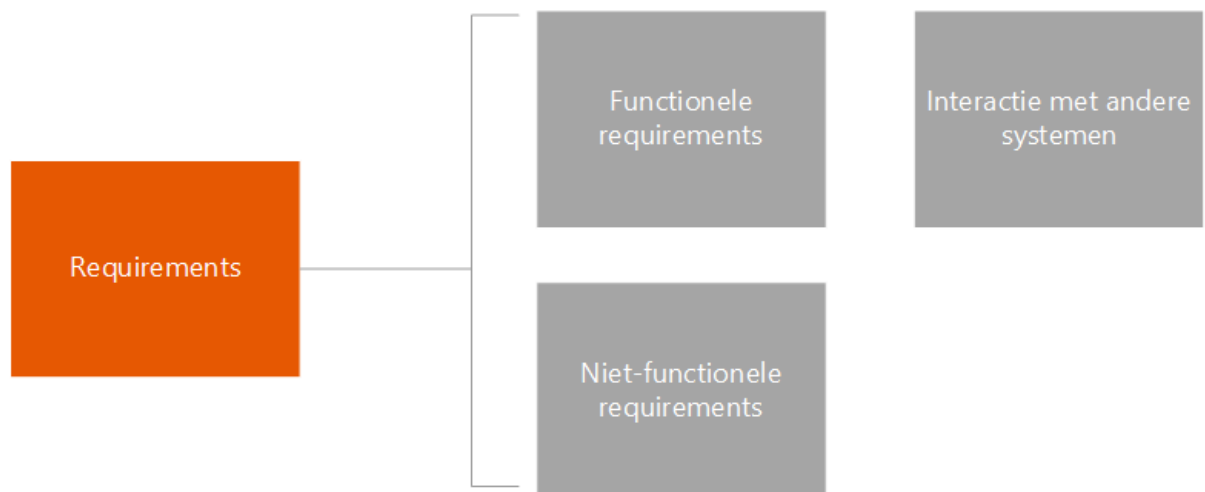 Requirements
Functionele
requirements
Interactie met andere
systemen
Niet-functionele
requirements